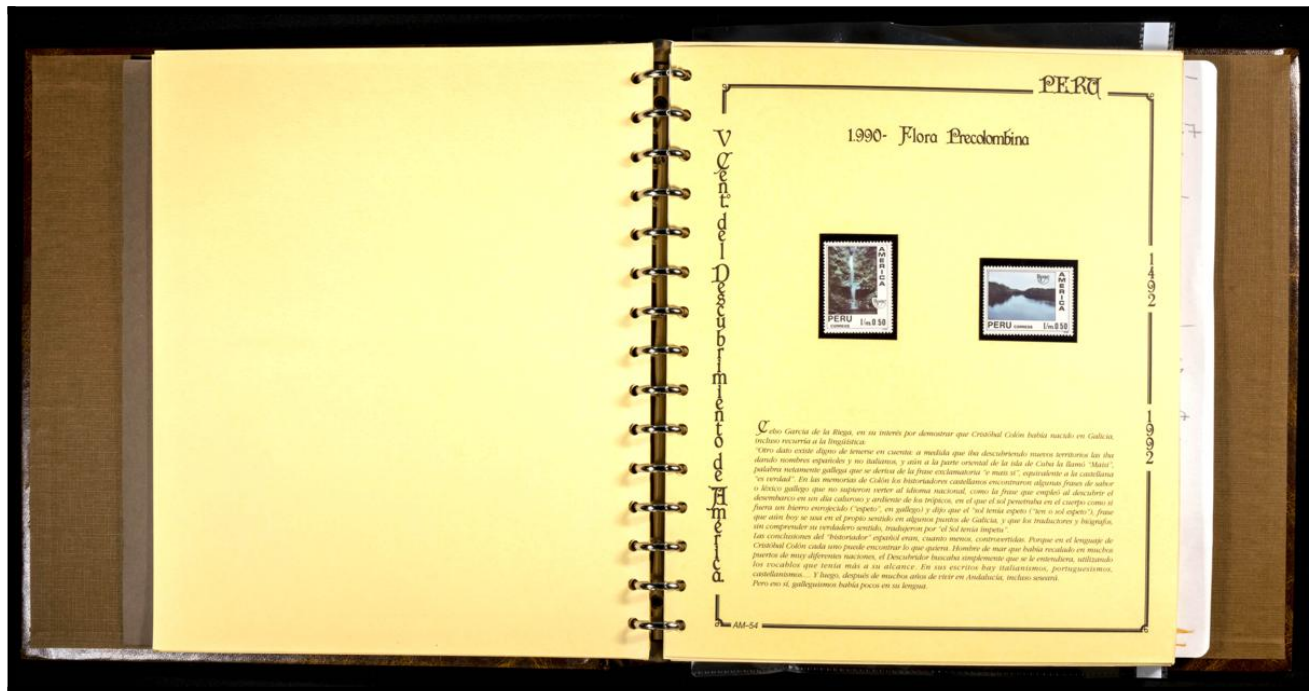 PERU
1.990- Flora Precolombina
V Cent. del Descubrimiento de América
1492
1992
AMERICA
PERU
CORREOS
I/m.0.50
AMERICA
PERU CORREOS I/m.0.50
Celso García de la Riega, en su interés por demostrar que Cristóbal Colón había nacido en Galicia,
incluso recurría a la lingüística:
"Otro dato existe digno de tenerse en cuenta: a medida que iba descubriendo nuevos territorios las iba
dando nombres españoles y no italianos, y aún a la parte oriental de la isla de Cuba la llamó "Maisí",
palabra netamente gallega que se deriva de la frase exclamatoria "e mais sí", equivalente a la castellana
"es verdad". En las memorias de Colón los historiadores castellanos encontraron algunas frases de sabor
o léxico gallego que no supieron verter al idioma nacional, como la frase que empleó al descubrir el
desembarco en un día caluroso y ardiente de los trópicos, en el que el sol penetraba en el cuerpo como si
fuera un hierro enrojecido ("espeto", en gallego) y dijo que el "sol tenía espeto ("ten o sol espeto"), frase
que aún hoy se usa en el propio sentido en algunos puntos de Galicia, y que los traductores y biógrafos,
sin comprender su verdadero sentido, tradujeron por "el Sol tenía ímpetu".
Las conclusiones del "historiador" español eran, cuanto menos, controvertidas. Porque en el lenguaje de
Cristóbal Colón cada uno puede encontrar lo que quiera. Hombre de mar que había recalado en muchos
puertos de muy diferentes naciones, el Descubridor buscaba simplemente que se le entendiera, utilizando
los vocablos que tenía más a su alcance. En sus escritos hay italianismos, portuguesismos,
castellanismos.... Y luego, después de muchos años de vivir en Andalucía, incluso seseará.
Pero eso sí, galleguismos había pocos en su lengua.
AM-54